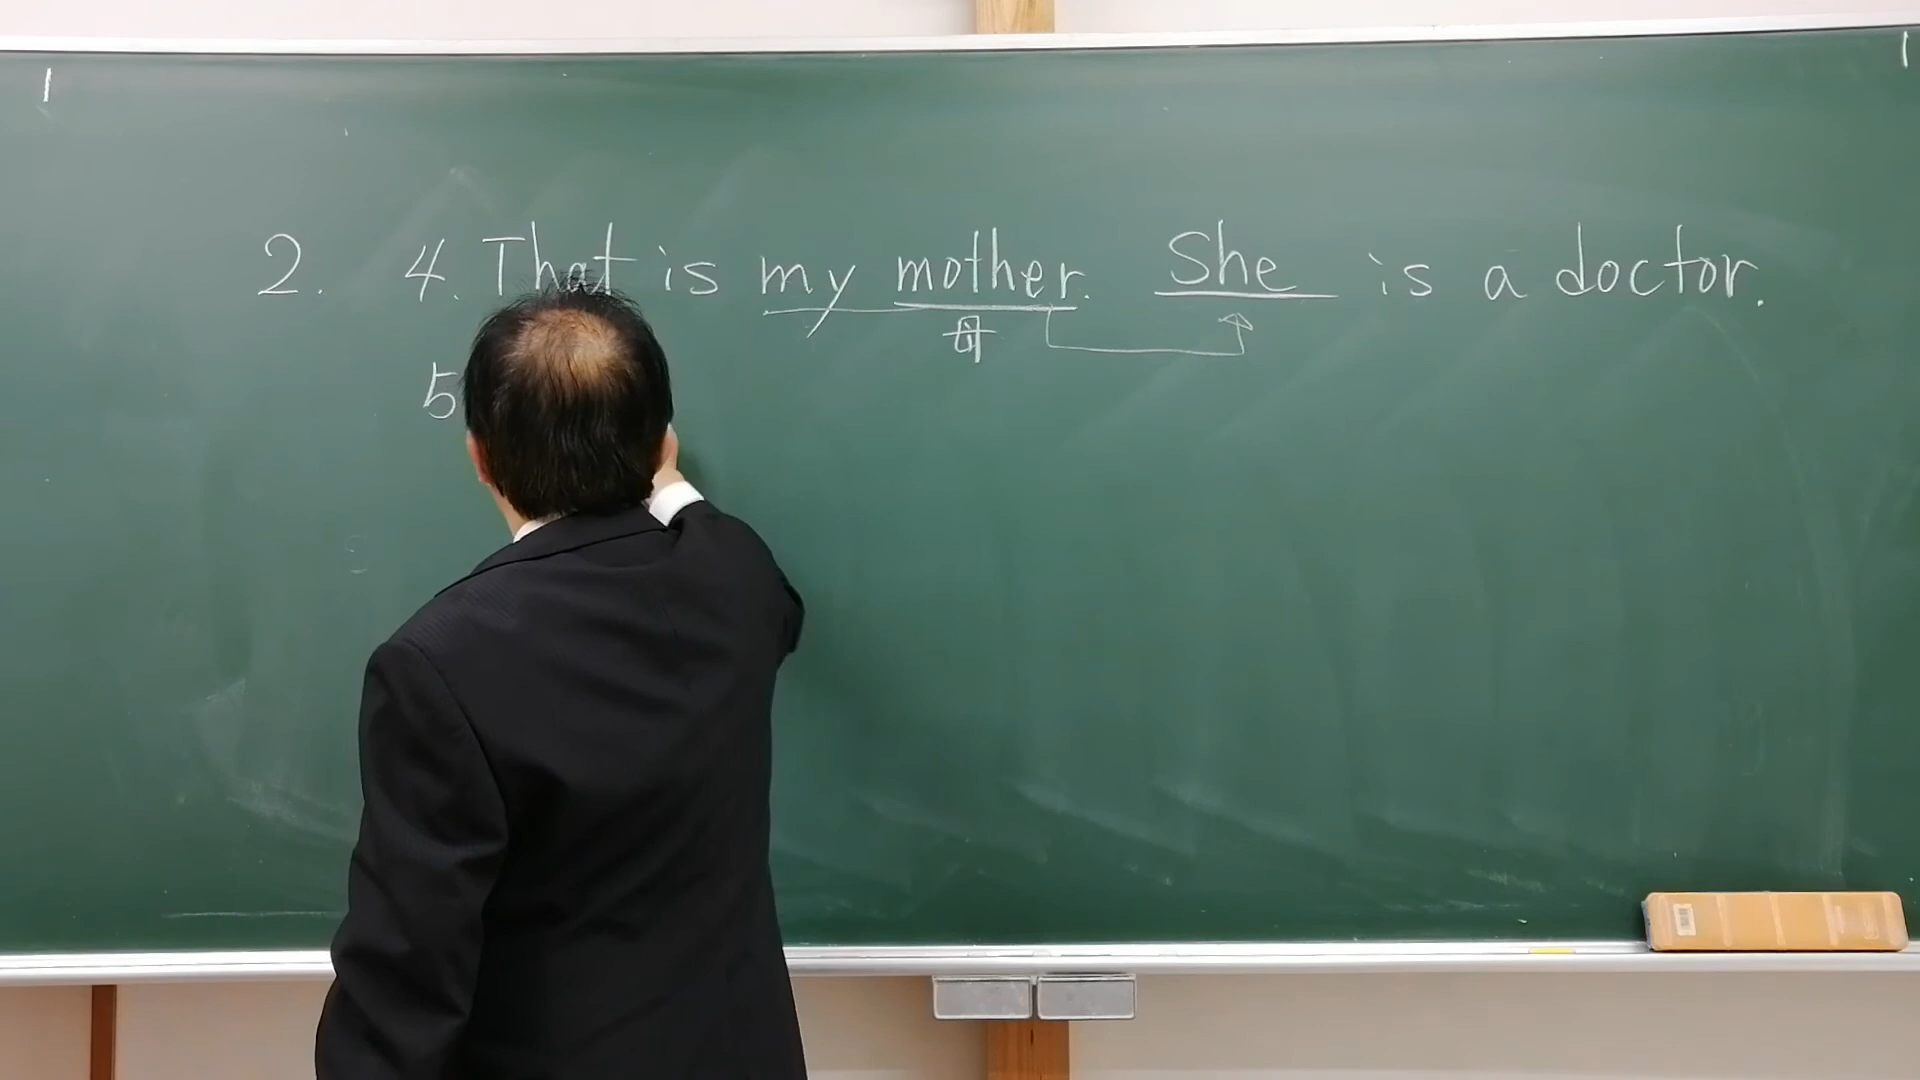 2. 4. That is my mother. She is a doctor.
母
5